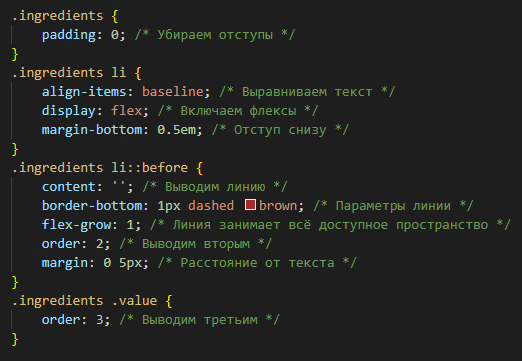 .ingredients {
padding: 0; /* Убираем отступы */
}
.ingredients li {
align-items: baseline; /* Выравниваем текст */
display: flex; /* Включаем флексы */
margin-bottom: 0.5em; /* Отступ снизу */
}
.ingredients li::before {
content: ''; /* Выводим линию */
border-bottom: 1px dashed brown; /* Параметры линии */
flex-grow: 1; /* Линия занимает всё доступное пространство */
order: 2; /* Выводим вторым */
margin: 0 5px; /* Расстояние от текста */
}
.ingredients .value {
order: 3; /* Выводим третьим */
}